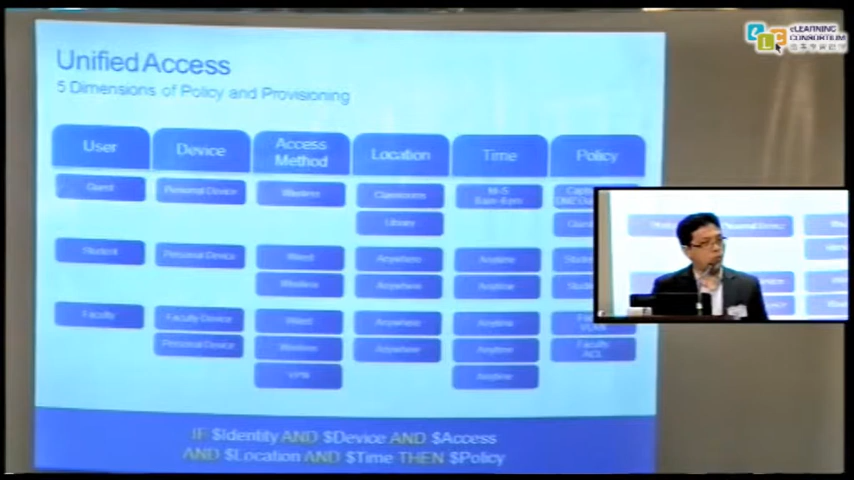 eLEARNING
CONSORTIUM
Unified Access
5 Dimensions of Policy and Provisioning
User
Device
Access
Method
Location
Time
Policy
Guest
Personal Device
Wireless
Classrooms
M-S
8am-6pm
Library
Student
Personal Device
Wired
Anywhere
Anytime
Wireless
Anywhere
Anytime
Faculty
Faculty Device
Wired
Anywhere
Anytime
VLAN
Personal Device
Wireless
Anywhere
Anytime
Faculty
ACL
VPN
Anytime
IF $Identity AND $Device AND $Access
AND $Location AND $Time THEN $Policy